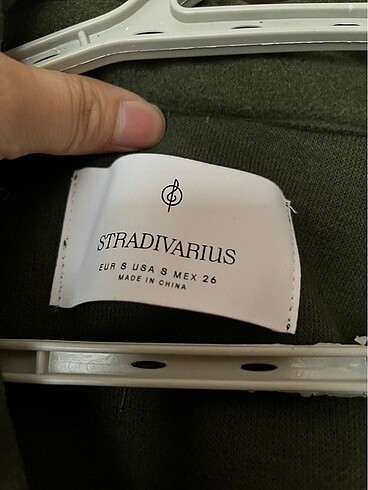 STRADIVARIUS
EUR S USA S MEX 26
MADE IN CHINA